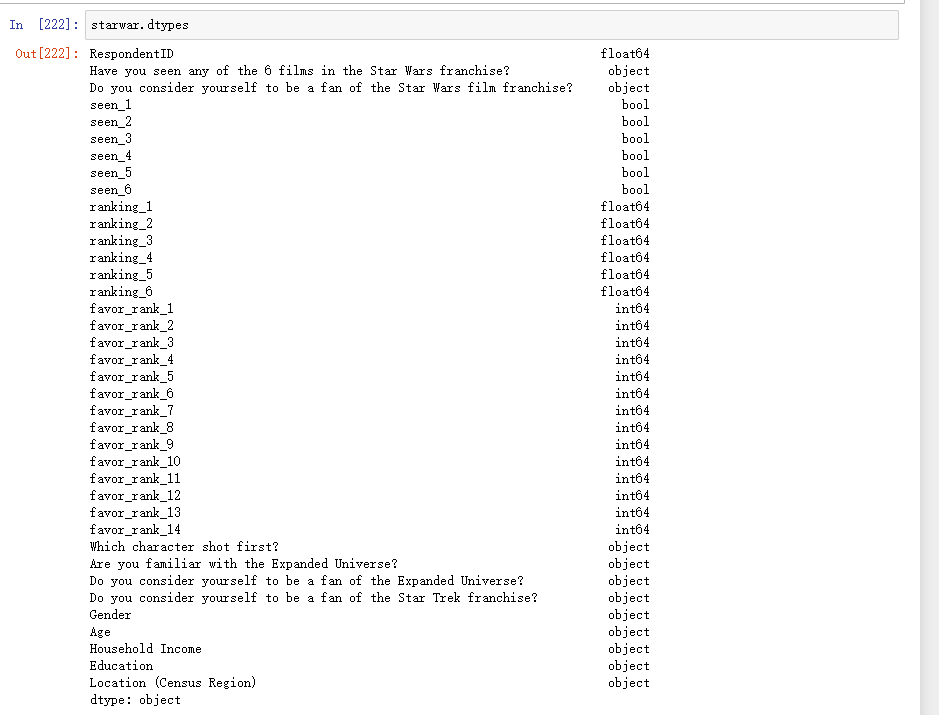 In [222]: starwar.dtypes
Out[222]: RespondentID float64
Have you seen any of the 6 films in the Star Wars franchise? object
Do you consider yourself to be a fan of the Star Wars film franchise? object
seen_1 bool
seen_2 bool
seen_3 bool
seen_4 bool
seen_5 bool
seen_6 bool
ranking_1 float64
ranking_2 float64
ranking_3 float64
ranking_4 float64
ranking_5 float64
ranking_6 float64
favor_rank_1 int64
favor_rank_2 int64
favor_rank_3 int64
favor_rank_4 int64
favor_rank_5 int64
favor_rank_6 int64
favor_rank_7 int64
favor_rank_8 int64
favor_rank_9 int64
favor_rank_10 int64
favor_rank_11 int64
favor_rank_12 int64
favor_rank_13 int64
favor_rank_14 int64
Which character shot first? object
Are you familiar with the Expanded Universe? object
Do you consider yourself to be a fan of the Expanded Universe? object
Do you consider yourself to be a fan of the Star Trek franchise? object
Gender object
Age object
Household Income object
Education object
Location (Census Region) object
dtype: object